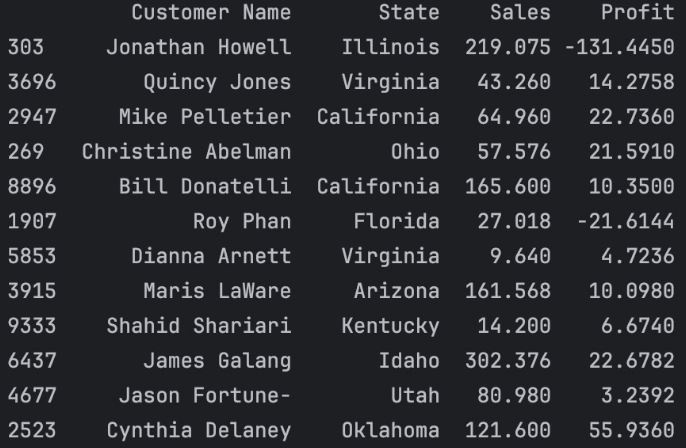 Customer Name State Sales Profit
303 Jonathan Howell Illinois 219.075 -131.4450
3696 Quincy Jones Virginia 43.260 14.2758
2947 Mike Pelletier California 64.960 22.7360
269 Christine Abelman Ohio 57.576 21.5910
8896 Bill Donatelli California 165.600 10.3500
1907 Roy Phan Florida 27.018 -21.6144
5853 Dianna Arnett Virginia 9.640 4.7236
3915 Maris LaWare Arizona 161.568 10.0980
9333 Shahid Shariari Kentucky 14.200 6.6740
6437 James Galang Idaho 302.376 22.6782
4677 Jason Fortune- Utah 80.980 3.2392
2523 Cynthia Delaney Oklahoma 121.600 55.9360